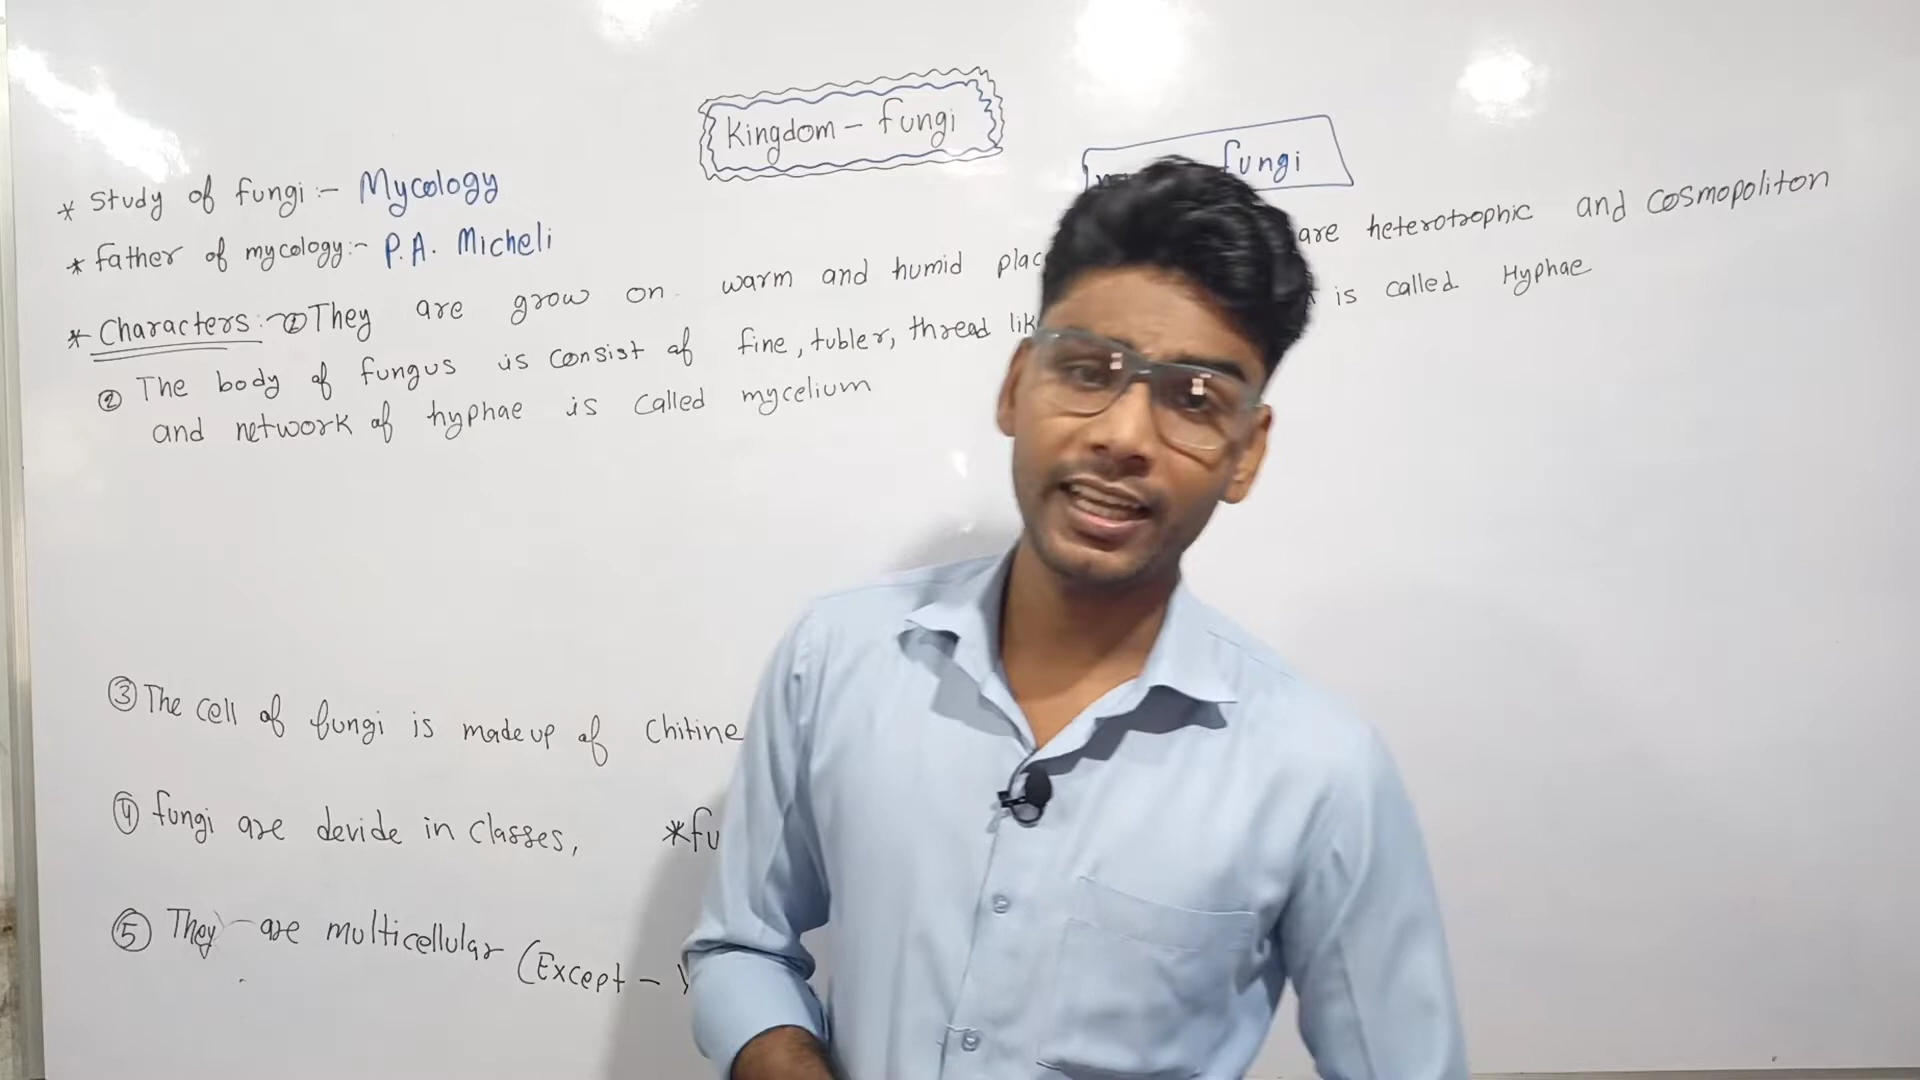 Kingdom - fungi
fungi
* Study of fungi :- Mycology
* father of mycology :- P.A. Micheli
* Characters :- ① They are grow on warm and humid plac are heterotrophic and cosmopoliton
② The body of fungus is consist of fine, tubler, thread lik is called Hyphae
and network of hyphae is called mycelium
③ The cell of fungi is madeup of chitine
④ fungi are devide in classes, *fu
⑤ They are multicellular (Except - Y